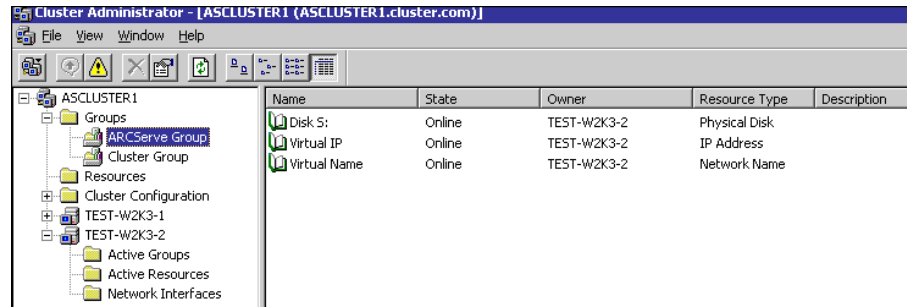 Cluster Administrator - [ASCLUSTER1 (ASCLUSTER1.cluster.com)]
File View Window Help
ASCLUSTER1
Groups
ARCServe Group
Cluster Group
Resources
Cluster Configuration
TEST-W2K3-1
TEST-W2K3-2
Active Groups
Active Resources
Network Interfaces
Name State Owner Resource Type Description
Disk S: Online TEST-W2K3-2 Physical Disk
Virtual IP Online TEST-W2K3-2 IP Address
Virtual Name Online TEST-W2K3-2 Network Name